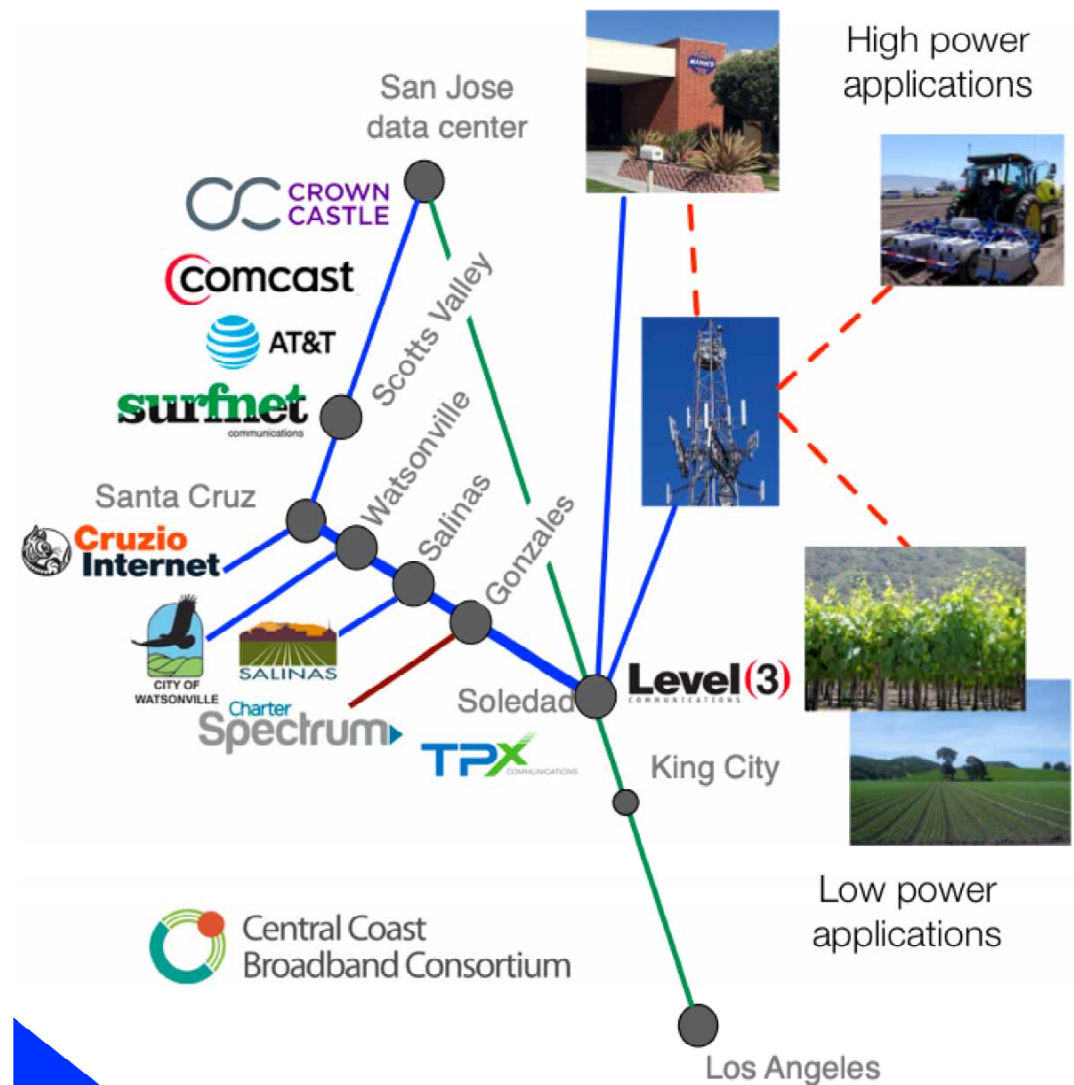 San Jose
data center
MANN'S
High power
applications
CROWN
CASTLE
Comcast
AT&T
surfnet
communications
Scotts Valley
Watsonville
Santa Cruz
Salinas
Gonzales
Cruzio
Internet
CITY OF
WATSONVILLE
SALINAS
Charter
Spectrum
Soledad
Level(3)
COMMUNICATIONS
TPx
COMMUNICATIONS
King City
Low power
applications
Central Coast
Broadband Consortium
Los Angeles